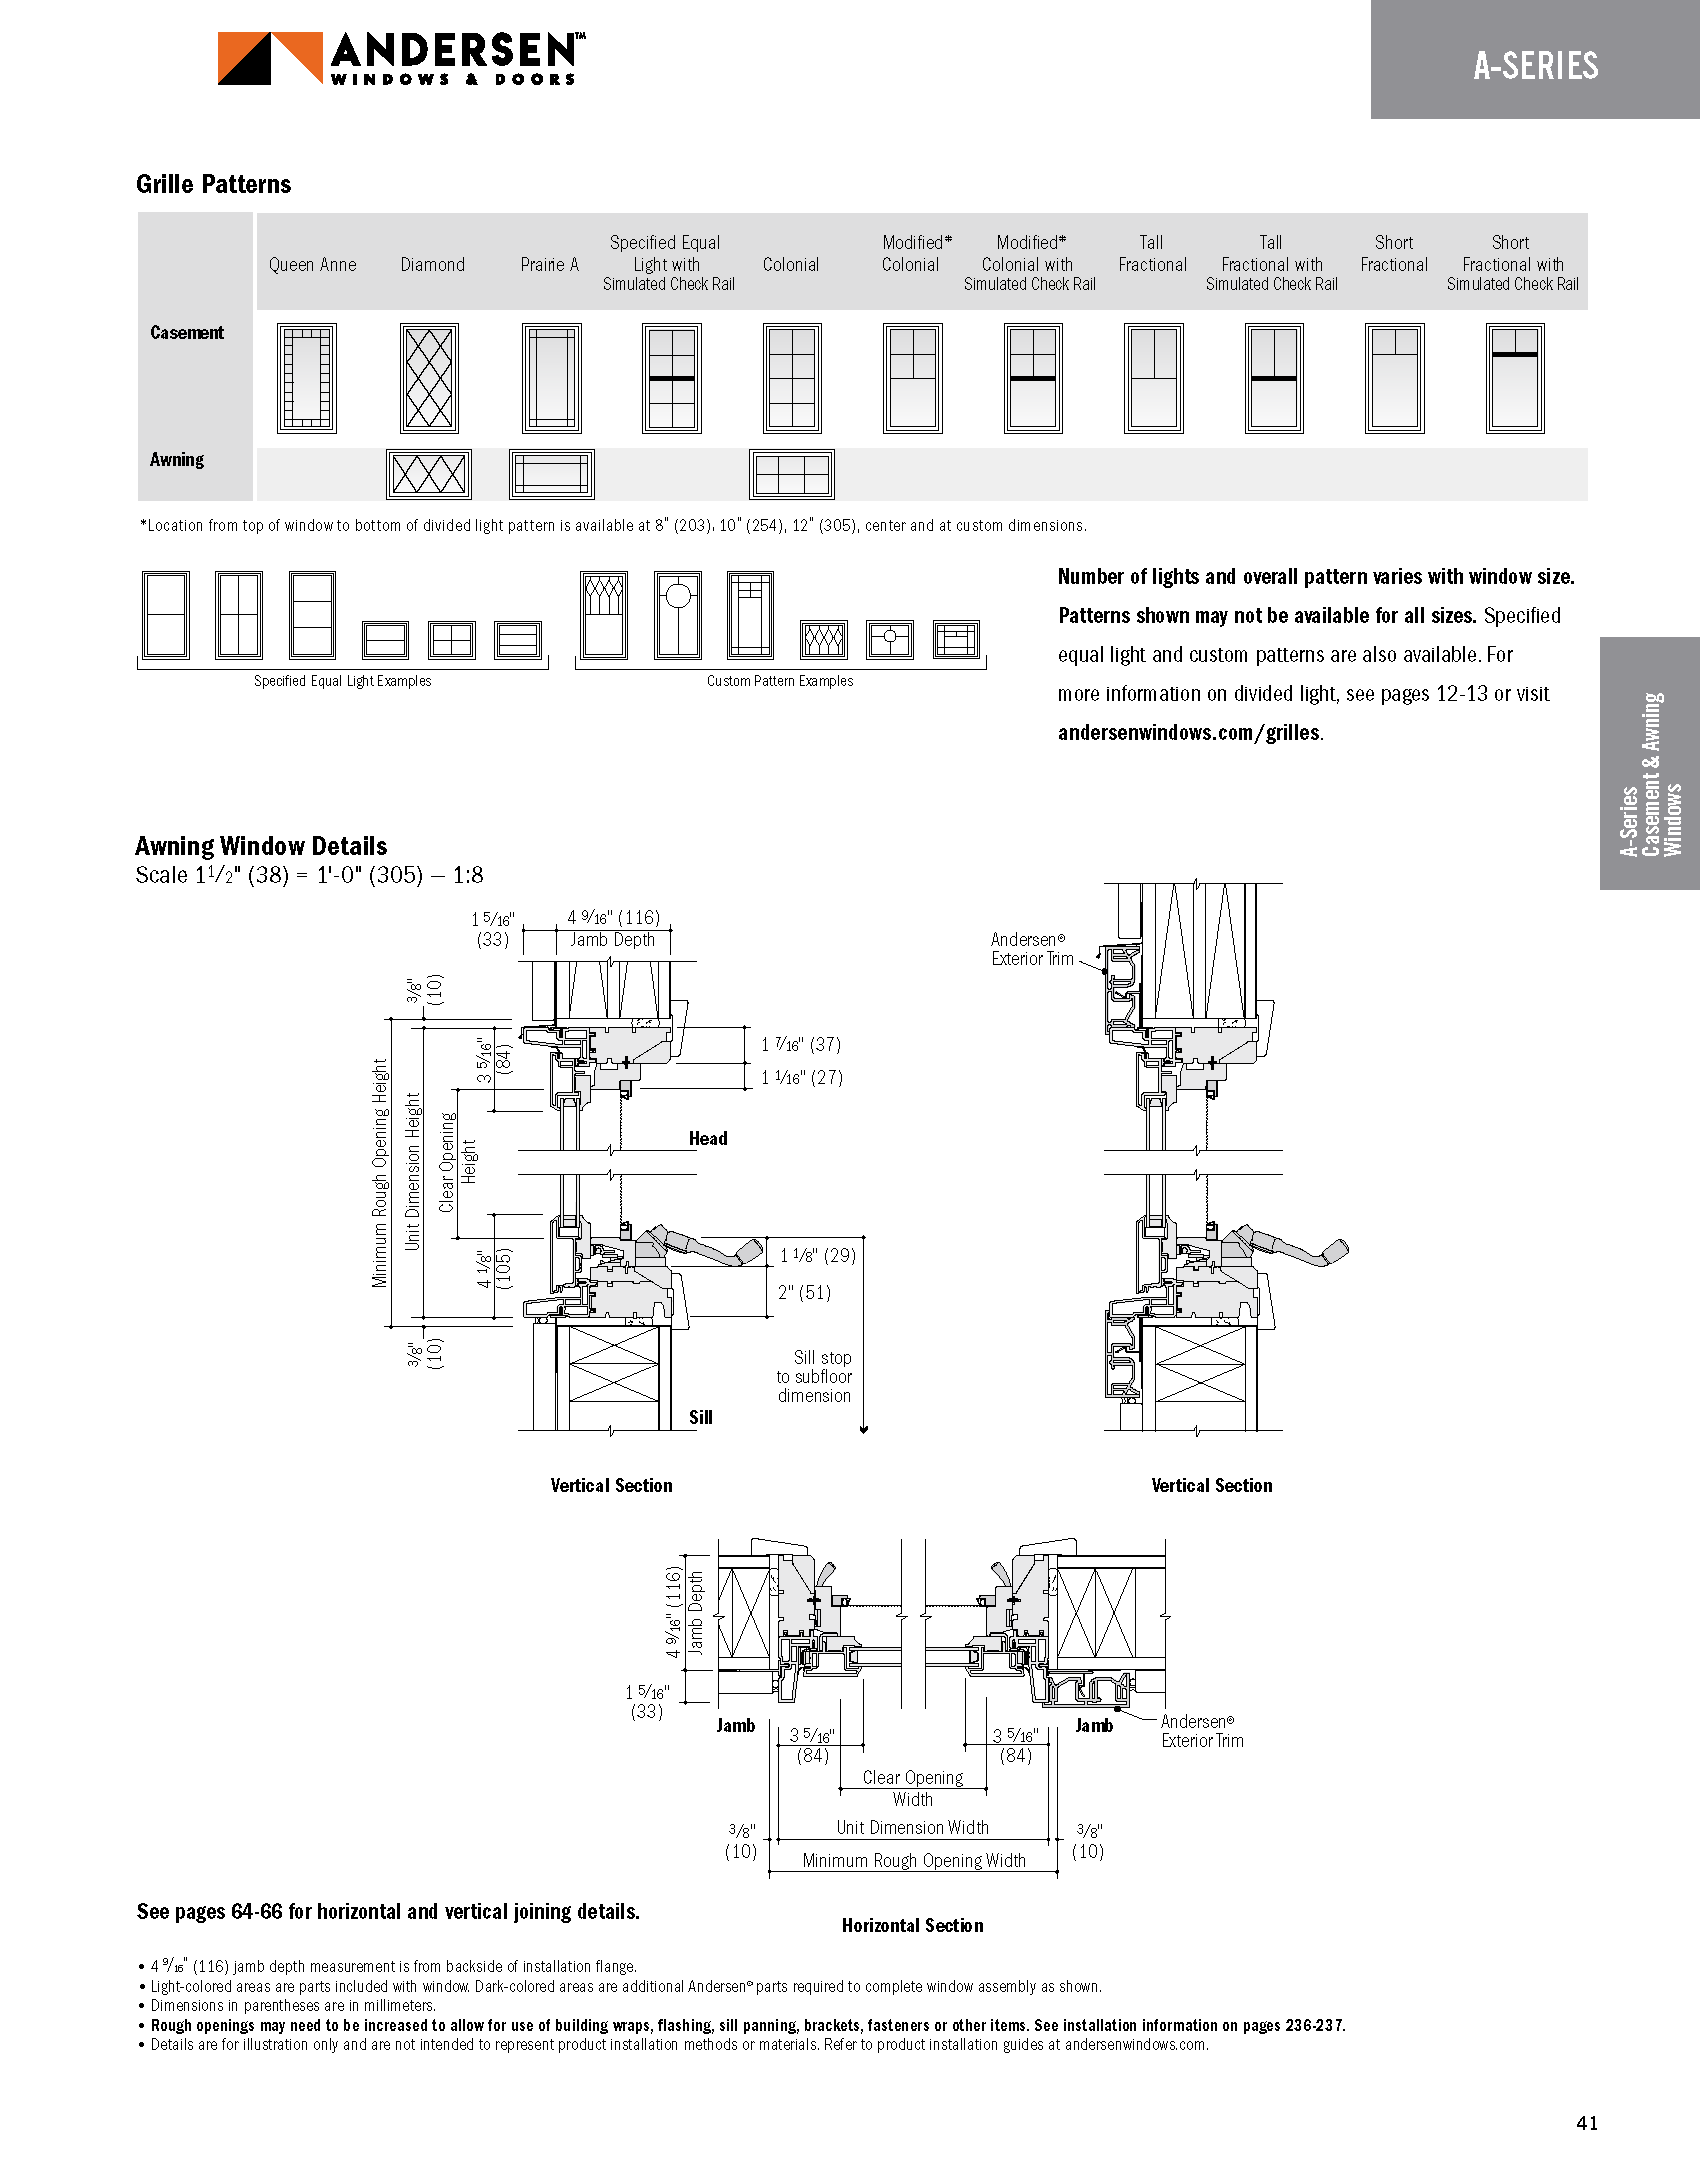 ANDERSEN™
WINDOWS & DOORS
A-SERIES
Grille Patterns
Queen Anne
Diamond
Prairie A
Specified Equal
Light with
Simulated Check Rail
Colonial
Modified*
Colonial
Modified*
Colonial with
Simulated Check Rail
Tall
Fractional
Tall
Fractional with
Simulated Check Rail
Short
Fractional
Short
Fractional with
Simulated Check Rail
Casement
Awning
*Location from top of window to bottom of divided light pattern is available at 8" (203), 10" (254), 12" (305), center and at custom dimensions.
Specified Equal Light Examples
Custom Pattern Examples
Number of lights and overall pattern varies with window size.
Patterns shown may not be available for all sizes. Specified
equal light and custom patterns are also available. For
more information on divided light, see pages 12-13 or visit
andersenwindows.com/grilles.
A-Series
Casement & Awning
Windows
Awning Window Details
Scale 1 1/2" (38) = 1'-0" (305) – 1:8
1 5/16"
(33)
4 9/16" (116)
Jamb Depth
3/8"
(10)
Minimum Rough Opening Height
Unit Dimension Height
Clear Opening
Height
3 5/16"
(84)
1 7/16" (37)
1 1/16" (27)
Head
4 1/8"
(105)
1 1/8" (29)
2" (51)
3/8"
(10)
Sill stop
to subfloor
dimension
Sill
Vertical Section
Andersen®
Exterior Trim
Vertical Section
4 9/16" (116)
Jamb Depth
1 5/16"
(33)
Jamb
Jamb
Andersen®
Exterior Trim
3 5/16"
(84)
3 5/16"
(84)
Clear Opening
Width
3/8"
(10)
Unit Dimension Width
3/8"
(10)
Minimum Rough Opening Width
See pages 64-66 for horizontal and vertical joining details.
Horizontal Section
• 4 9/16" (116) jamb depth measurement is from backside of installation flange.
• Light-colored areas are parts included with window. Dark-colored areas are additional Andersen® parts required to complete window assembly as shown.
• Dimensions in parentheses are in millimeters.
• Rough openings may need to be increased to allow for use of building wraps, flashing, sill panning, brackets, fasteners or other items. See installation information on pages 236-237.
• Details are for illustration only and are not intended to represent product installation methods or materials. Refer to product installation guides at andersenwindows.com.
41